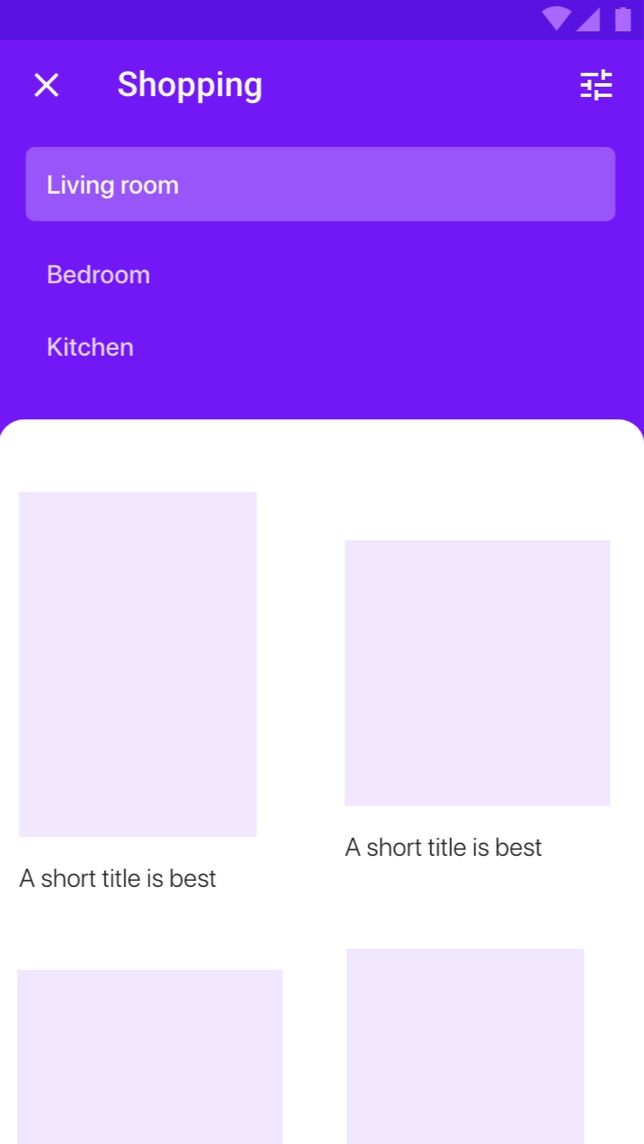 Shopping
Living room
Bedroom
Kitchen
A short title is best
A short title is best